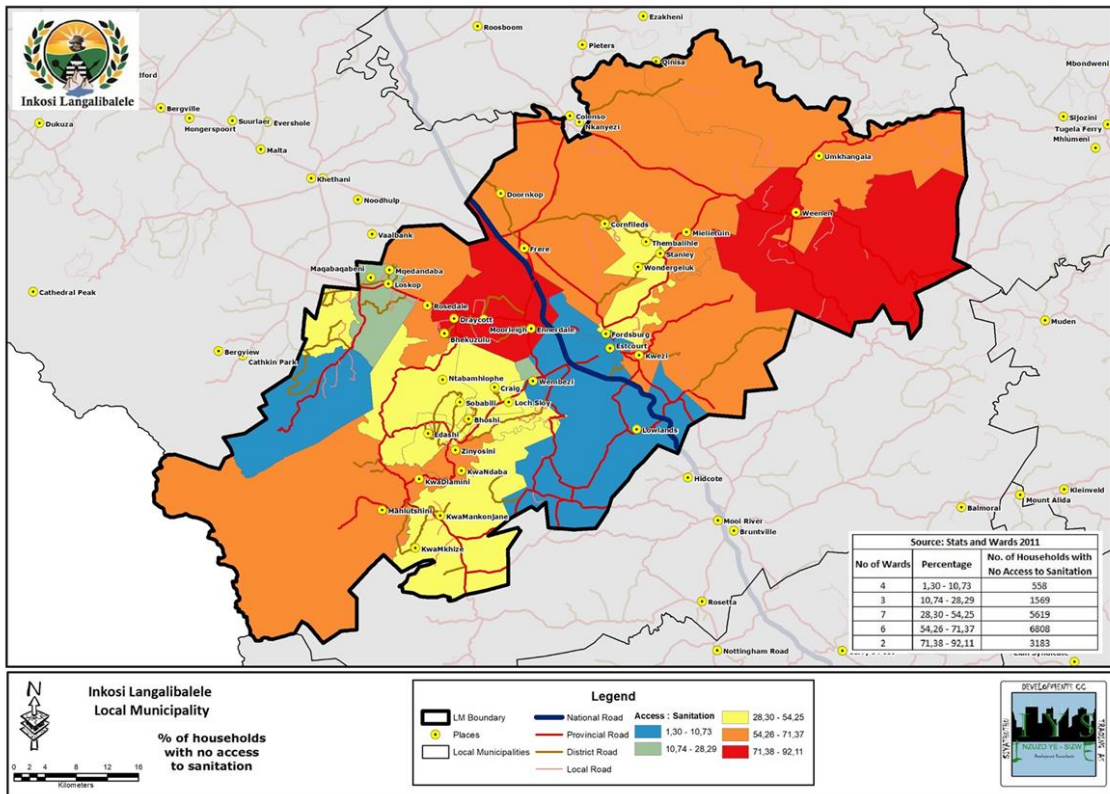 Inkosi Langalibalele
Roosboom
Ezakheni
Pieters
Qinisa
Mbondweni
Bergville
Dukuza
Hongerspoort
Suurlaer
Evershole
Colenso
Nkanyezi
Sijozini
Tugela Ferry
Mhlumeni
Malta
Umkhangala
Khethani
Doornkop
Noodhulp
Weenen
Cornfileds
Vaalbank
Thembalihle
Mielietuin
Frere
Stanley
Wondergeluk
Maqabaqabeni
Mqedandaba
Loskop
Cathedral Peak
Rosedale
Draycott
Moorleigh
Ennerdale
Muden
Bhekuzulu
Fordsburg
Estcourt
Kwezi
Bergview
Cathkin Park
Ntabamhlophe
Craig
Wembezi
Sobabili
Loch Sloy
Bhoshi
Edashi
Lowlands
Zinyosini
KwaNdaba
KwaDlamini
Hidcote
Kleinveld
Mount Alida
Balmoral
Mahlutshini
KwaMankonjane
Mooi River
Bruntville
KwaMkhize
Rosetta
Nottingham Road
Source: Stats and Wards 2011
No of Wards Percentage No. of Households with
No Access to Sanitation
4 1,30 - 10,73 558
3 10,74 - 28,29 1569
7 28,30 - 54,25 5619
6 54,26 - 71,37 6808
2 71,38 - 92,11 3183
N
Inkosi Langalibalele
Local Municipality
% of households
with no access
to sanitation
0 2 4 8 12 16
Kilometers
Legend
LM Boundary
Places
Local Municipalities
National Road
Provincial Road
District Road
Local Road
Access : Sanitation
1,30 - 10,73
10,74 - 28,29
28,30 - 54,25
54,26 - 71,37
71,38 - 92,11
DEVELOPMENTS CC
NZUZO YE - SIZWE